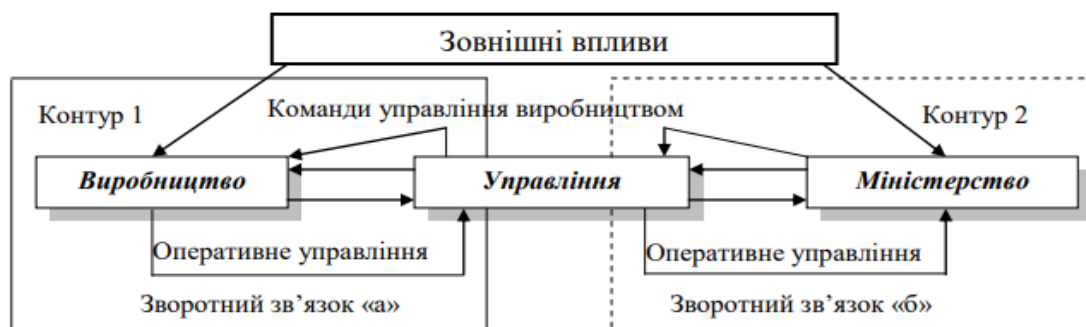 Зовнішні впливи
Контур 1
Команди управління виробництвом
Контур 2
Виробництво
Управління
Міністерство
Оперативне управління
Оперативне управління
Зворотний зв’язок «а»
Зворотний зв’язок «б»